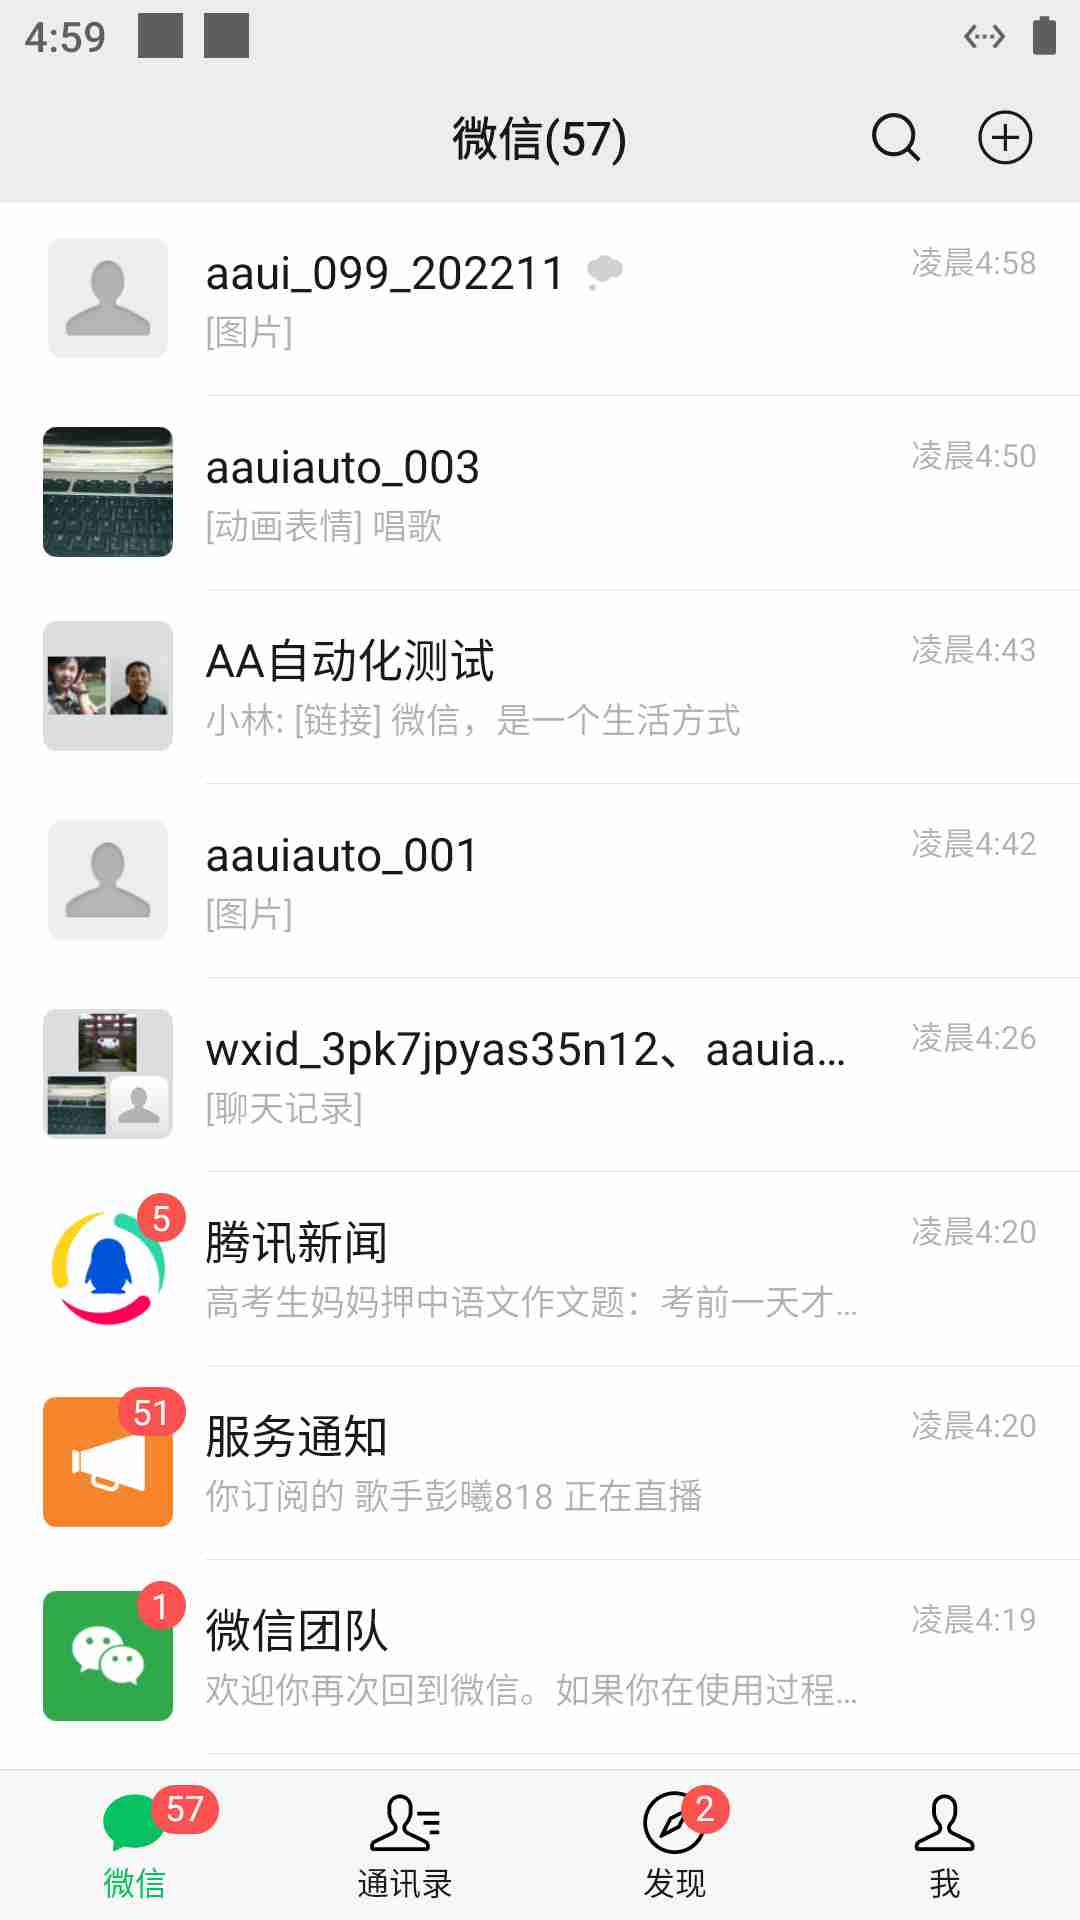 4:59
微信(57)
aaui_099_202211
凌晨4:58
[图片]
aauiauto_003
凌晨4:50
[动画表情] 唱歌
AA自动化测试
凌晨4:43
小林: [链接] 微信，是一个生活方式
aauiauto_001
凌晨4:42
[图片]
wxid_3pk7jpyas35n12、aauia...
凌晨4:26
[聊天记录]
5
腾讯新闻
凌晨4:20
高考生妈妈押中语文作文题：考前一天才...
51
服务通知
凌晨4:20
你订阅的 歌手彭曦818 正在直播
1
微信团队
凌晨4:19
欢迎你再次回到微信。如果你在使用过程...
57
2
微信
通讯录
发现
我